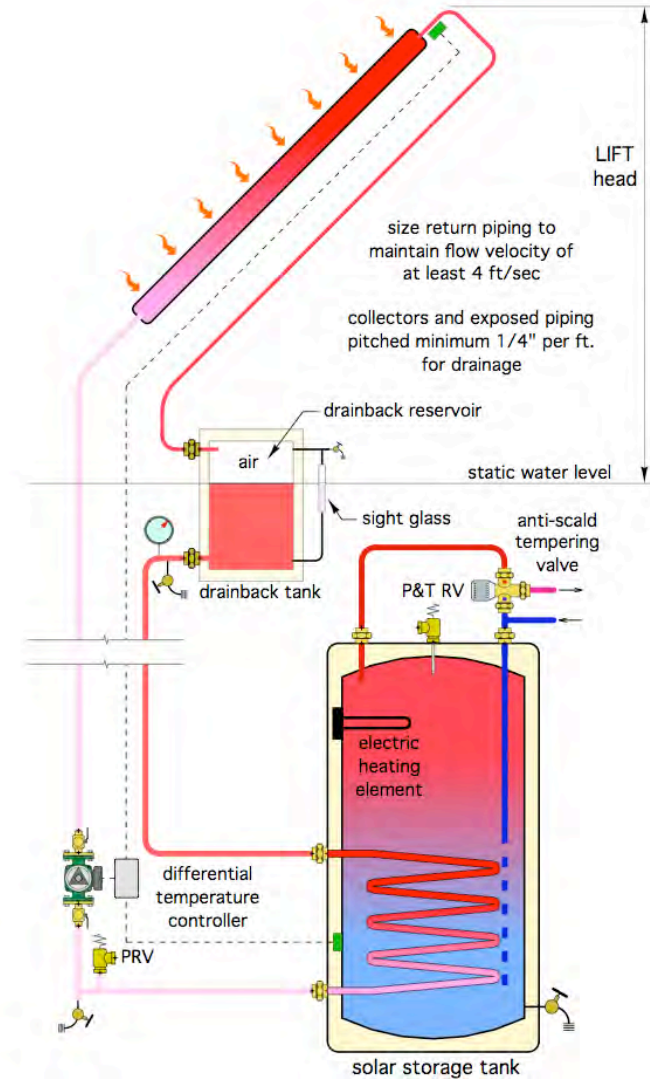 LIFT
head
size return piping to
maintain flow velocity of
at least 4 ft/sec
collectors and exposed piping
pitched minimum 1/4" per ft.
for drainage
drainback reservoir
air
static water level
sight glass
anti-scald
tempering
valve
drainback tank
P&T RV
electric
heating
element
differential
temperature
controller
PRV
solar storage tank